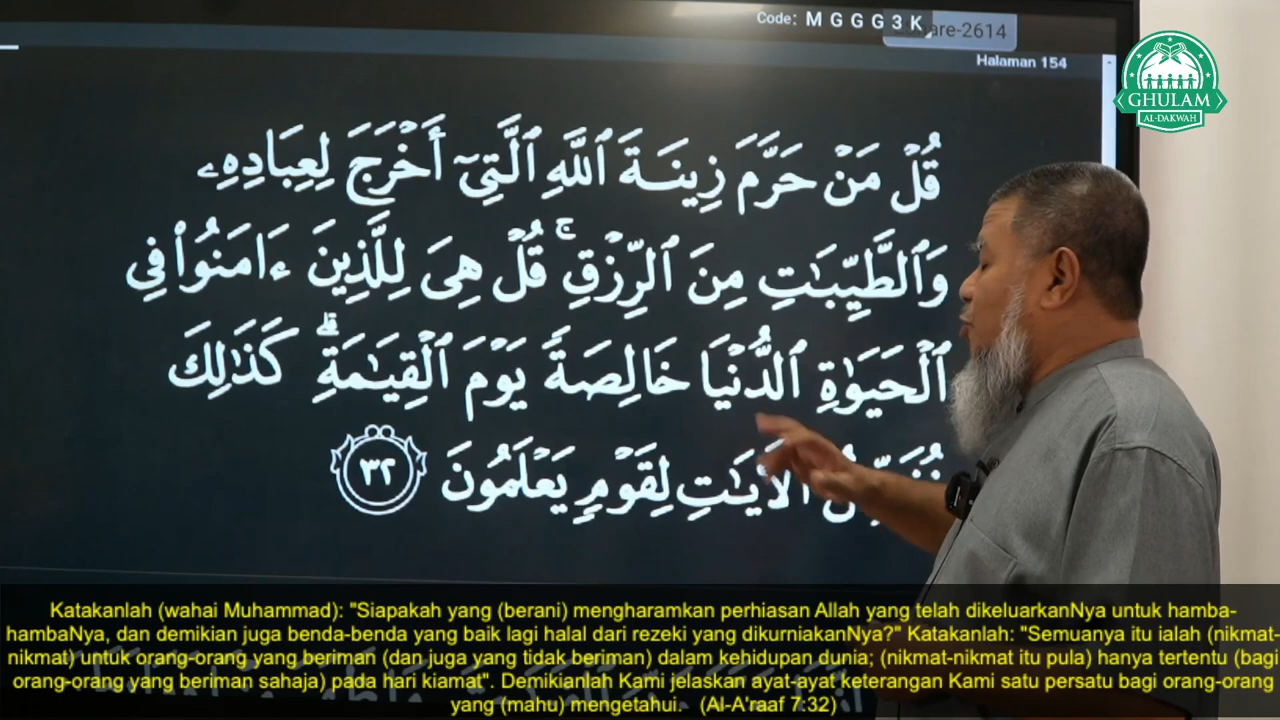 Code: MGGG3K
are-2614
Halaman 154
GHULAM
AL-DAKWAH
قُلۡ مَنۡ حَرَّمَ زِينَةَ ٱللَّهِ ٱلَّتِيٓ أَخۡرَجَ لِعِبَادِهِۦ
وَٱلطَّيِّبَٰتِ مِنَ ٱلرِّزۡقِۚ قُلۡ هِيَ لِلَّذِينَ ءَامَنُواْ فِي
ٱلۡحَيَوٰةِ ٱلدُّنۡيَا خَالِصَةٗ يَوۡمَ ٱلۡقِيَٰمَةِۗ كَذَٰلِكَ
ٱلۡأٓيَٰتِ لِقَوۡمٖ يَعۡلَمُونَ ٣٢
Katakanlah (wahai Muhammad): "Siapakah yang (berani) mengharamkan perhiasan Allah yang telah dikeluarkanNya untuk hamba-
hambaNya, dan demikian juga benda-benda yang baik lagi halal dari rezeki yang dikurniakanNya?" Katakanlah: "Semuanya itu ialah (nikmat-
nikmat) untuk orang-orang yang beriman (dan juga yang tidak beriman) dalam kehidupan dunia; (nikmat-nikmat itu pula) hanya tertentu (bagi
orang-orang yang beriman sahaja) pada hari kiamat". Demikianlah Kami jelaskan ayat-ayat keterangan Kami satu persatu bagi orang-orang
yang (mahu) mengetahui. (Al-A'raaf 7:32)